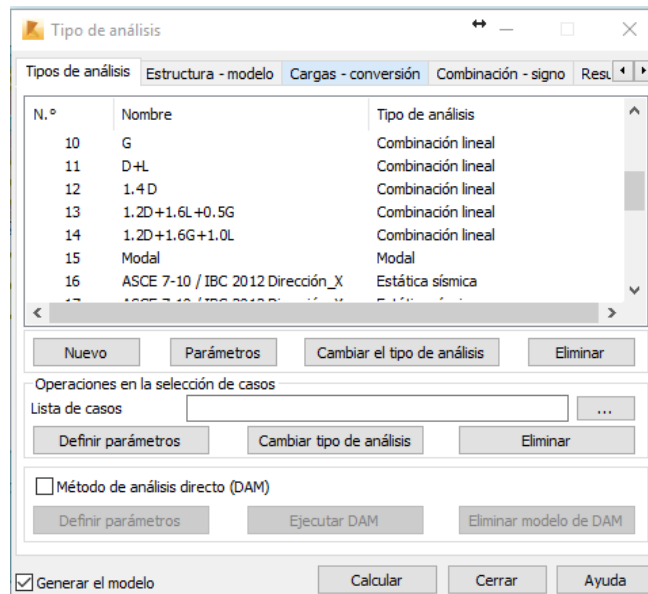 Tipo de análisis
Tipos de análisis Estructura - modelo Cargas - conversión Combinación - signo
N.º Nombre Tipo de análisis
10 G Combinación lineal
11 D+L Combinación lineal
12 1.4 D Combinación lineal
13 1.2D+1.6L+0.5G Combinación lineal
14 1.2D+1.6G+1.0L Combinación lineal
15 Modal Modal
16 ASCE 7-10 / IBC 2012 Dirección_X Estática sísmica
Nuevo Parámetros Cambiar el tipo de análisis Eliminar
Operaciones en la selección de casos
Lista de casos ...
Definir parámetros Cambiar tipo de análisis Eliminar
Método de análisis directo (DAM)
Definir parámetros Ejecutar DAM Eliminar modelo de DAM
Generar el modelo Calcular Cerrar Ayuda